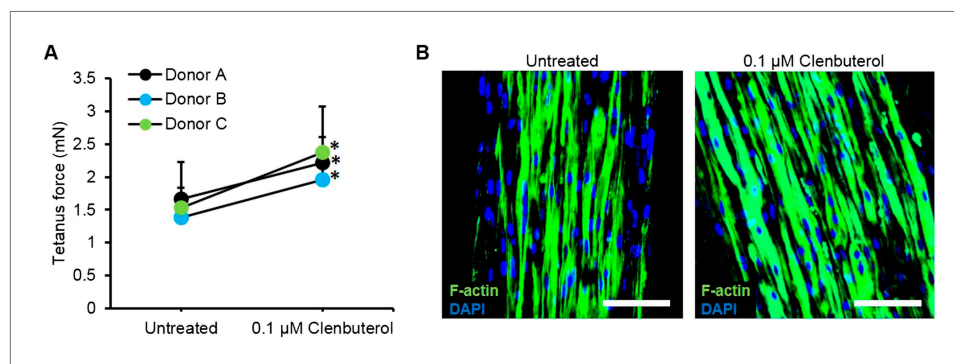 A
Tetanus force (mN)
3.5
3
2.5
2
1.5
1
0.5
0
Donor A
Donor B
Donor C
*
*
*
Untreated
0.1 µM Clenbuterol
B
Untreated
0.1 µM Clenbuterol
F-actin
DAPI
F-actin
DAPI